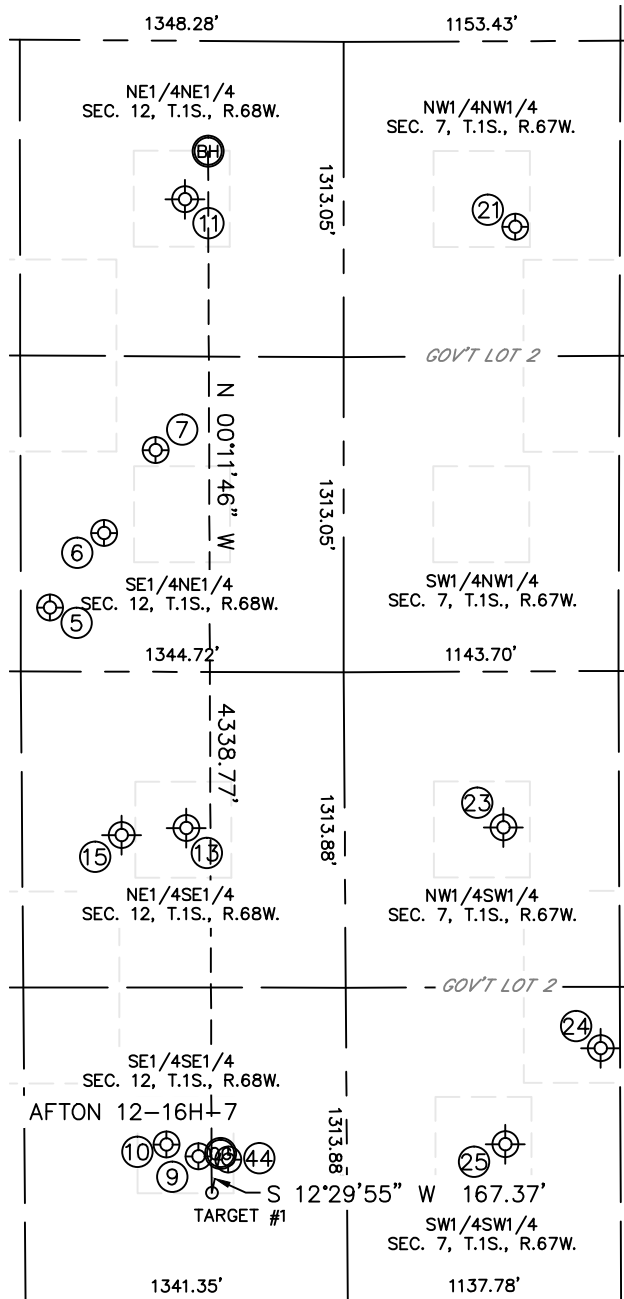 1348.28'
1153.43'
NE1/4NE1/4
SEC. 12, T.1S., R.68W.
NW1/4NW1/4
SEC. 7, T.1S., R.67W.
BH
1313.05'
11
21
GOV'T LOT 2
N 00°11'46" W
7
1313.05'
6
SE1/4NE1/4
SEC. 12, T.1S., R.68W.
SW1/4NW1/4
SEC. 7, T.1S., R.67W.
5
1344.72'
1143.70'
4338.77'
23
1313.88'
15
13
NE1/4SE1/4
SEC. 12, T.1S., R.68W.
NW1/4SW1/4
SEC. 7, T.1S., R.67W.
GOV'T LOT 2
24
SE1/4SE1/4
SEC. 12, T.1S., R.68W.
AFTON 12-16H-7
1313.88
10
9
44
25
S 12°29'55" W 167.37'
TARGET #1
SW1/4SW1/4
SEC. 7, T.1S., R.67W.
1341.35'
1137.78'